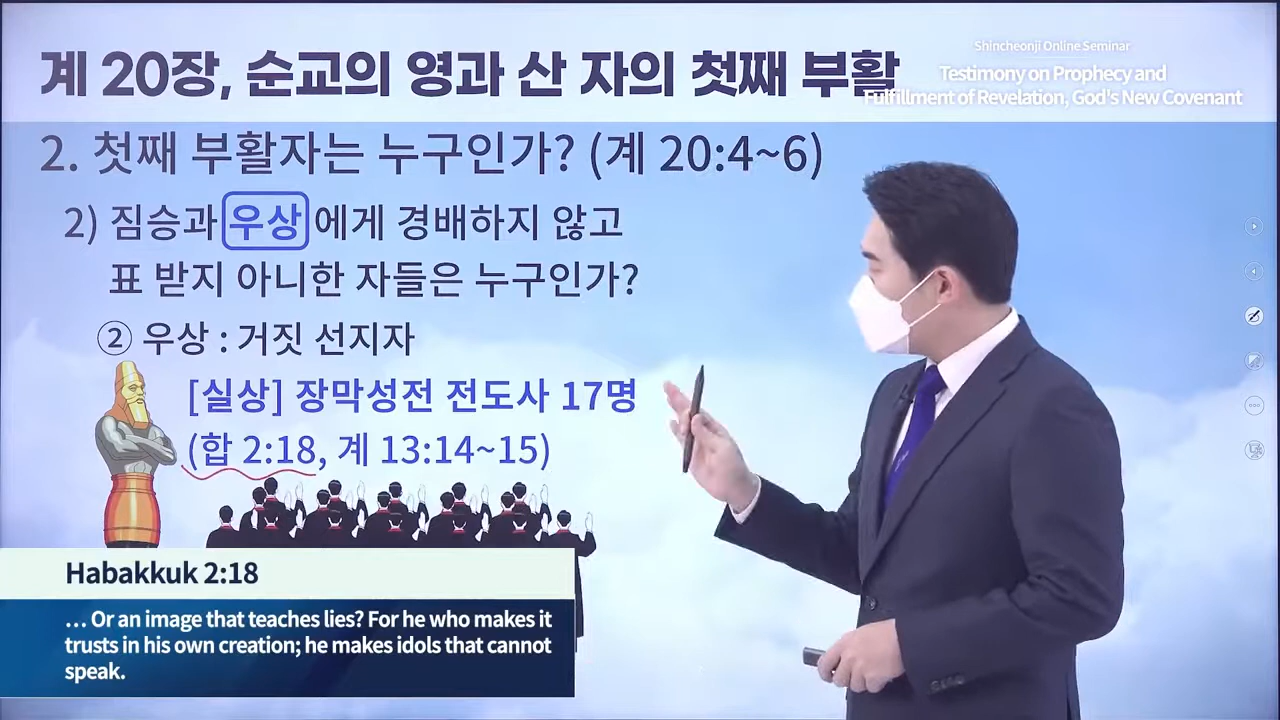 계 20장, 순교의 영과 산 자의 첫째 부활
Shincheonji Online Seminar
Testimony on Prophecy and
Fulfillment of Revelation, God's New Covenant
2. 첫째 부활자는 누구인가? (계 20:4~6)
2) 짐승과 우상에게 경배하지 않고
표 받지 아니한 자들은 누구인가?
② 우상 : 거짓 선지자
[실상] 장막성전 전도사 17명
(합 2:18, 계 13:14~15)
Habakkuk 2:18
… Or an image that teaches lies? For he who makes it
trusts in his own creation; he makes idols that cannot
speak.